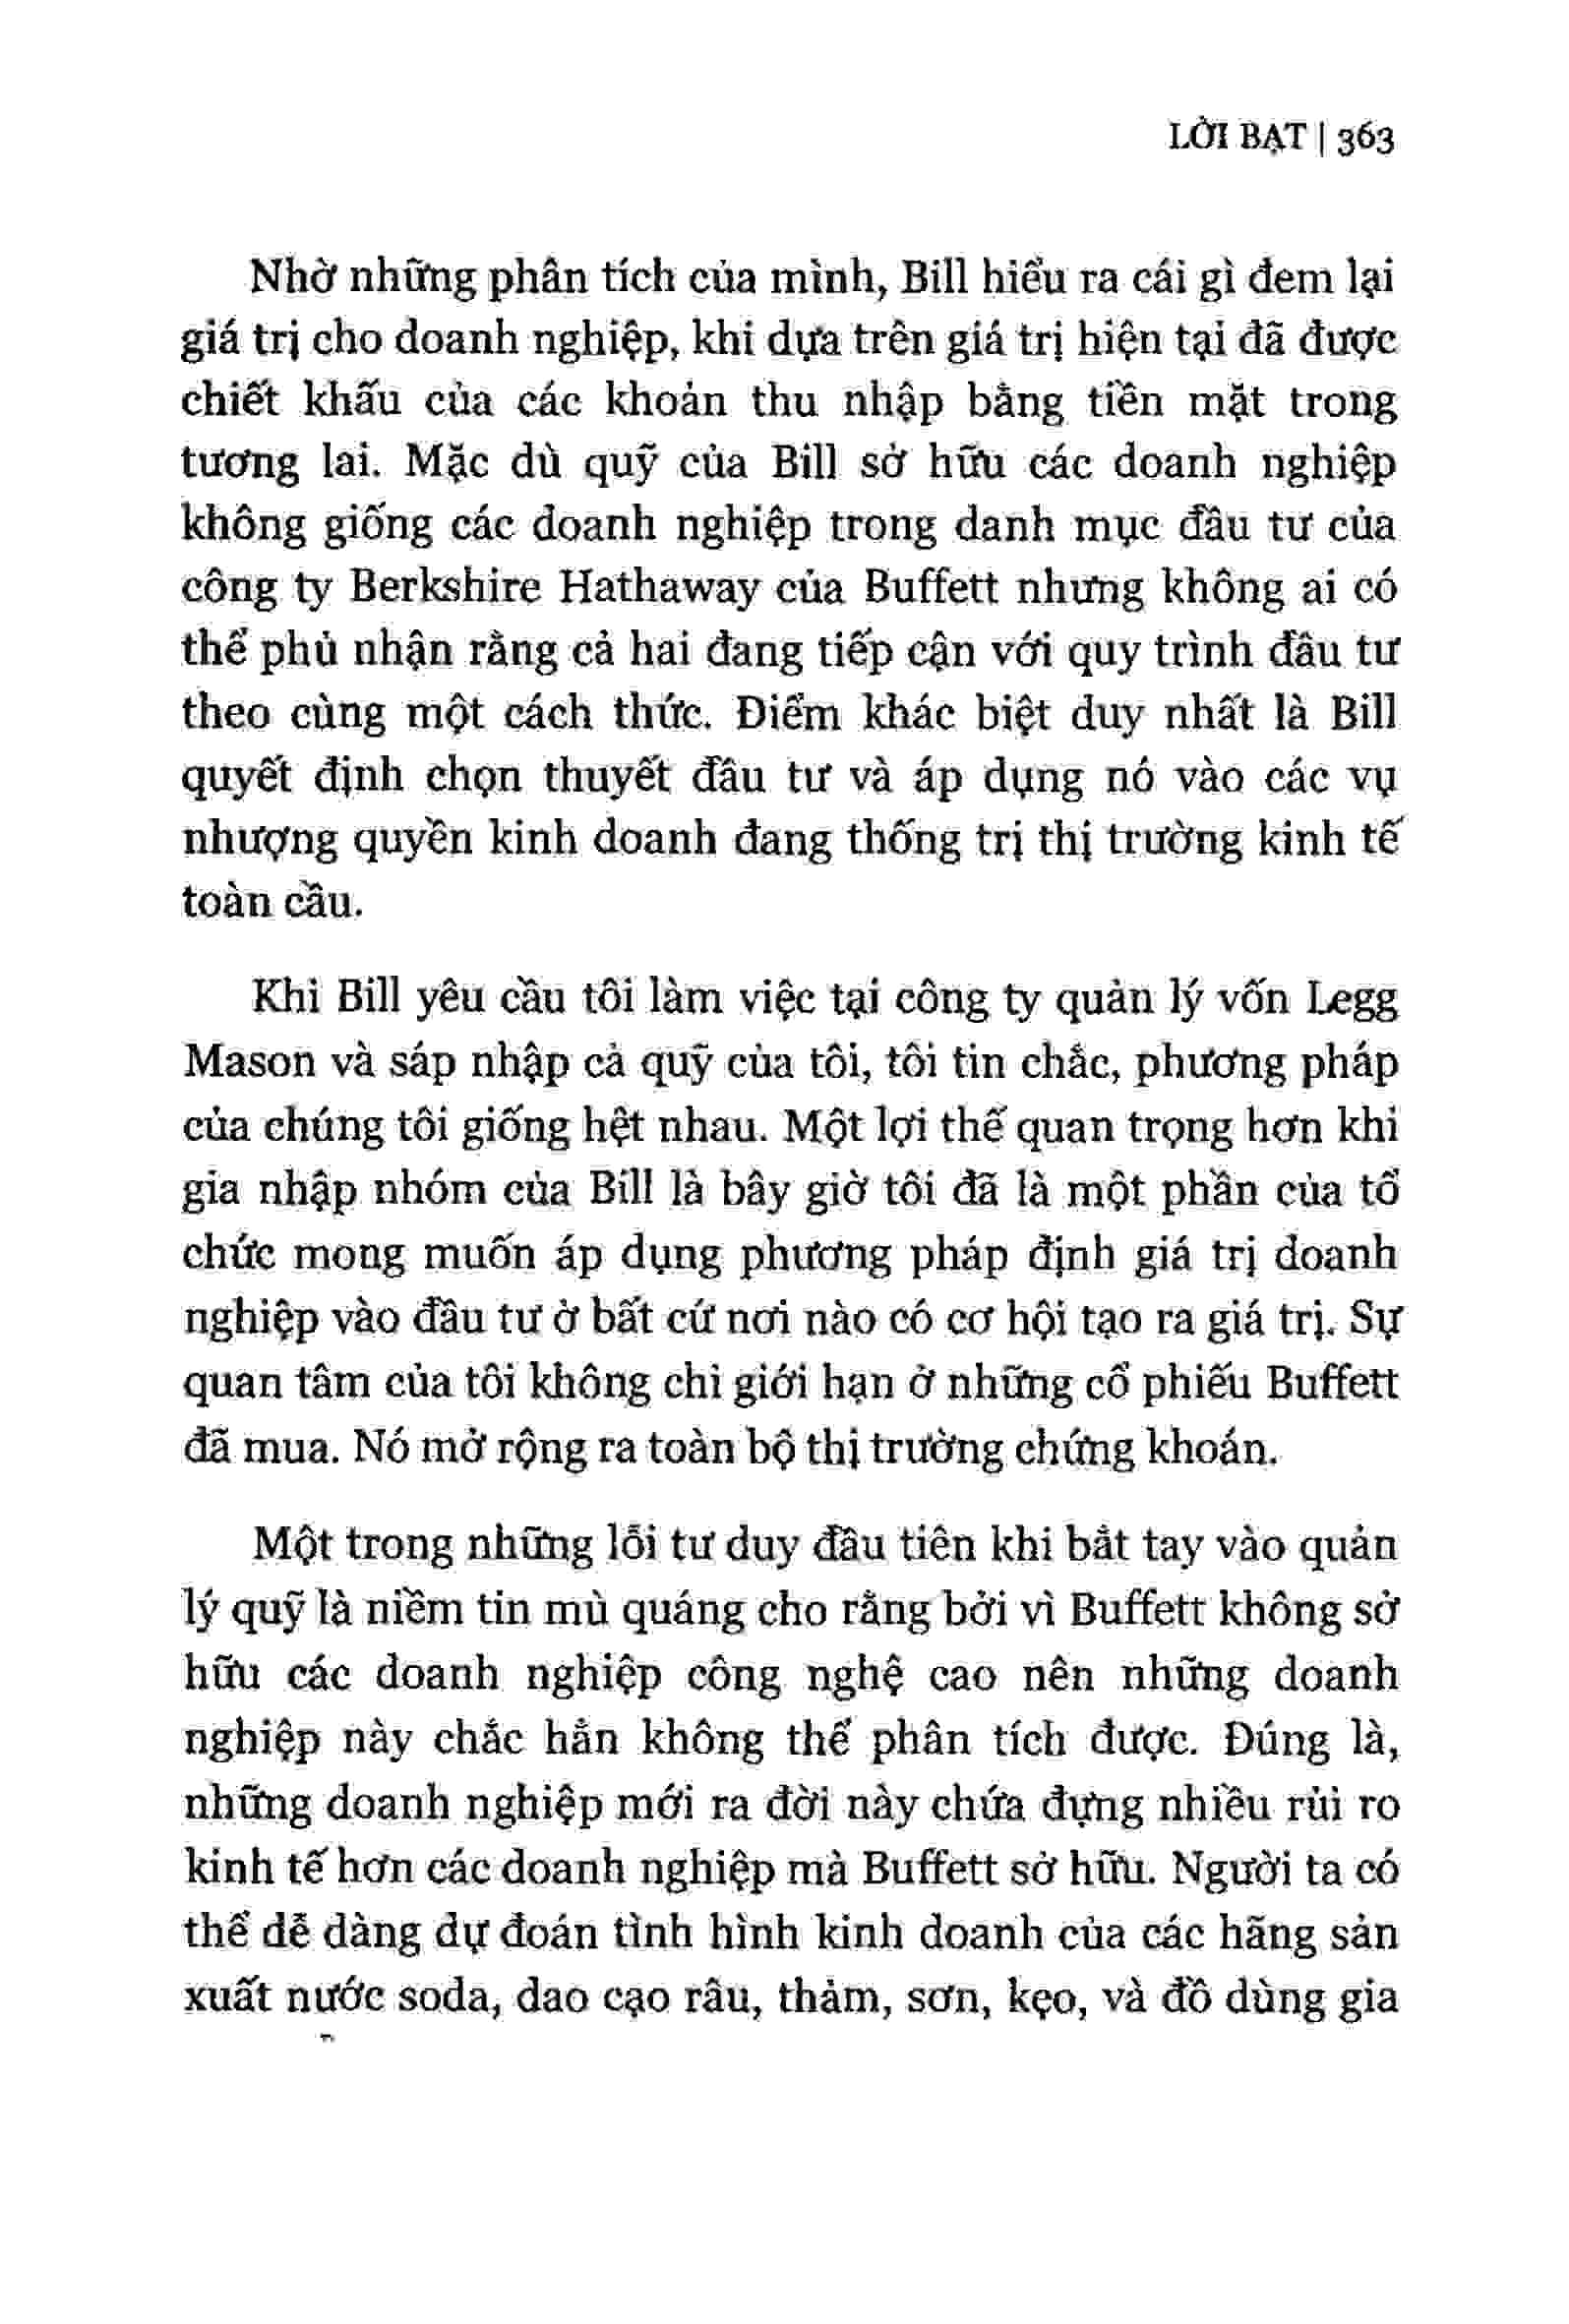 LỜI BẠT | 363
Nhờ những phân tích của mình, Bill hiểu ra cái gì đem lại
giá trị cho doanh nghiệp, khi dựa trên giá trị hiện tại đã được
chiết khấu của các khoản thu nhập bằng tiền mặt trong
tương lai. Mặc dù quỹ của Bill sở hữu các doanh nghiệp
không giống các doanh nghiệp trong danh mục đầu tư của
công ty Berkshire Hathaway của Buffett nhưng không ai có
thể phủ nhận rằng cả hai đang tiếp cận với quy trình đầu tư
theo cùng một cách thức. Điểm khác biệt duy nhất là Bill
quyết định chọn thuyết đầu tư và áp dụng nó vào các vụ
nhượng quyền kinh doanh đang thống trị thị trường kinh tế
toàn cầu.
Khi Bill yêu cầu tôi làm việc tại công ty quản lý vốn Legg
Mason và sáp nhập cả quỹ của tôi, tôi tin chắc, phương pháp
của chúng tôi giống hệt nhau. Một lợi thế quan trọng hơn khi
gia nhập nhóm của Bill là bây giờ tôi đã là một phần của tổ
chức mong muốn áp dụng phương pháp định giá trị doanh
nghiệp vào đầu tư ở bất cứ nơi nào có cơ hội tạo ra giá trị. Sự
quan tâm của tôi không chỉ giới hạn ở những cổ phiếu Buffett
đã mua. Nó mở rộng ra toàn bộ thị trường chứng khoán.
Một trong những lỗi tư duy đầu tiên khi bắt tay vào quản
lý quỹ là niềm tin mù quáng cho rằng bởi vì Buffett không sở
hữu các doanh nghiệp công nghệ cao nên những doanh
nghiệp này chắc hẳn không thể phân tích được. Đúng là,
những doanh nghiệp mới ra đời này chứa đựng nhiều rủi ro
kinh tế hơn các doanh nghiệp mà Buffett sở hữu. Người ta có
thể dễ dàng dự đoán tình hình kinh doanh của các hãng sản
xuất nước soda, dao cạo râu, thảm, sơn, kẹo, và đồ dùng gia